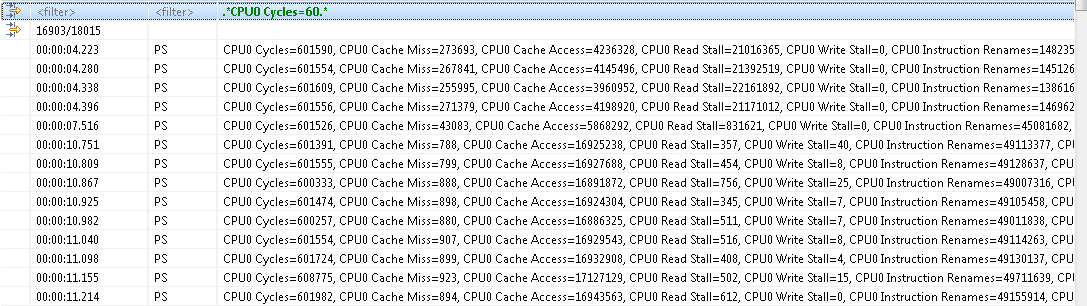 <filter> <filter> .*CPU0 Cycles=60.*
16903/18015
00:00:04.223 PS CPU0 Cycles=601590, CPU0 Cache Miss=273693, CPU0 Cache Access=4236328, CPU0 Read Stall=21016365, CPU0 Write Stall=0, CPU0 Instruction Renames=148235
00:00:04.280 PS CPU0 Cycles=601554, CPU0 Cache Miss=267841, CPU0 Cache Access=4145496, CPU0 Read Stall=21392519, CPU0 Write Stall=0, CPU0 Instruction Renames=145126
00:00:04.338 PS CPU0 Cycles=601609, CPU0 Cache Miss=255995, CPU0 Cache Access=3960952, CPU0 Read Stall=22161892, CPU0 Write Stall=0, CPU0 Instruction Renames=138616
00:00:04.396 PS CPU0 Cycles=601556, CPU0 Cache Miss=271379, CPU0 Cache Access=4198920, CPU0 Read Stall=21171012, CPU0 Write Stall=0, CPU0 Instruction Renames=146962
00:00:07.516 PS CPU0 Cycles=601526, CPU0 Cache Miss=43083, CPU0 Cache Access=5868292, CPU0 Read Stall=831621, CPU0 Write Stall=0, CPU0 Instruction Renames=45081682,
00:00:10.751 PS CPU0 Cycles=601391, CPU0 Cache Miss=788, CPU0 Cache Access=16925238, CPU0 Read Stall=357, CPU0 Write Stall=40, CPU0 Instruction Renames=49113377, CPU
00:00:10.809 PS CPU0 Cycles=601555, CPU0 Cache Miss=799, CPU0 Cache Access=16927688, CPU0 Read Stall=454, CPU0 Write Stall=8, CPU0 Instruction Renames=49128637, CPU
00:00:10.867 PS CPU0 Cycles=600333, CPU0 Cache Miss=888, CPU0 Cache Access=16891872, CPU0 Read Stall=756, CPU0 Write Stall=25, CPU0 Instruction Renames=49007316, CPU
00:00:10.925 PS CPU0 Cycles=601474, CPU0 Cache Miss=898, CPU0 Cache Access=16924304, CPU0 Read Stall=345, CPU0 Write Stall=7, CPU0 Instruction Renames=49105458, CPU
00:00:10.982 PS CPU0 Cycles=600257, CPU0 Cache Miss=880, CPU0 Cache Access=16886325, CPU0 Read Stall=511, CPU0 Write Stall=7, CPU0 Instruction Renames=49011838, CPU
00:00:11.040 PS CPU0 Cycles=601554, CPU0 Cache Miss=907, CPU0 Cache Access=16929543, CPU0 Read Stall=516, CPU0 Write Stall=8, CPU0 Instruction Renames=49114263, CPU
00:00:11.098 PS CPU0 Cycles=601724, CPU0 Cache Miss=899, CPU0 Cache Access=16932908, CPU0 Read Stall=408, CPU0 Write Stall=4, CPU0 Instruction Renames=49130137, CPU
00:00:11.155 PS CPU0 Cycles=608775, CPU0 Cache Miss=923, CPU0 Cache Access=17127129, CPU0 Read Stall=502, CPU0 Write Stall=15, CPU0 Instruction Renames=49711639, CPU
00:00:11.214 PS CPU0 Cycles=601982, CPU0 Cache Miss=894, CPU0 Cache Access=16943563, CPU0 Read Stall=612, CPU0 Write Stall=0, CPU0 Instruction Renames=49155914, CPU